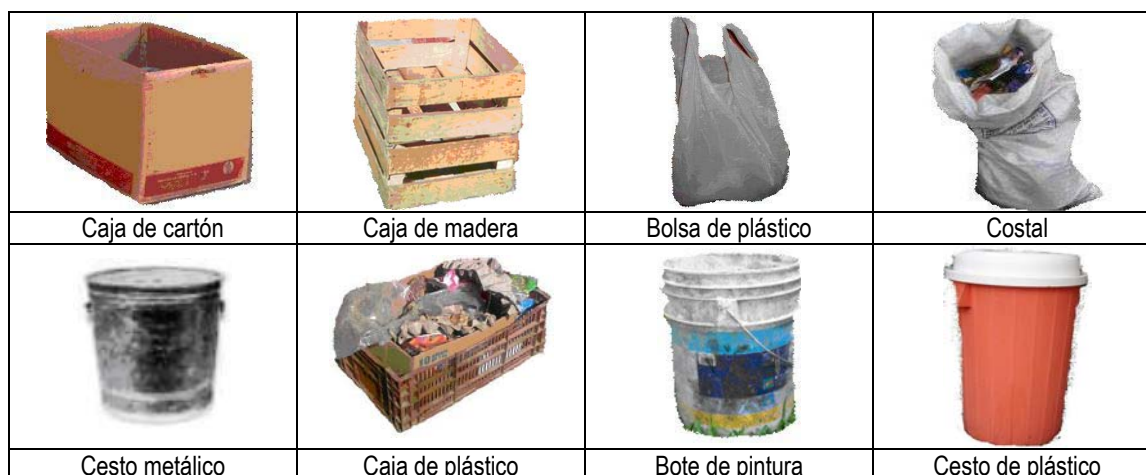 Caja de cartón
Caja de madera
Bolsa de plástico
Costal
Cesto metálico
Caja de plástico
Bote de pintura
Cesto de plástico